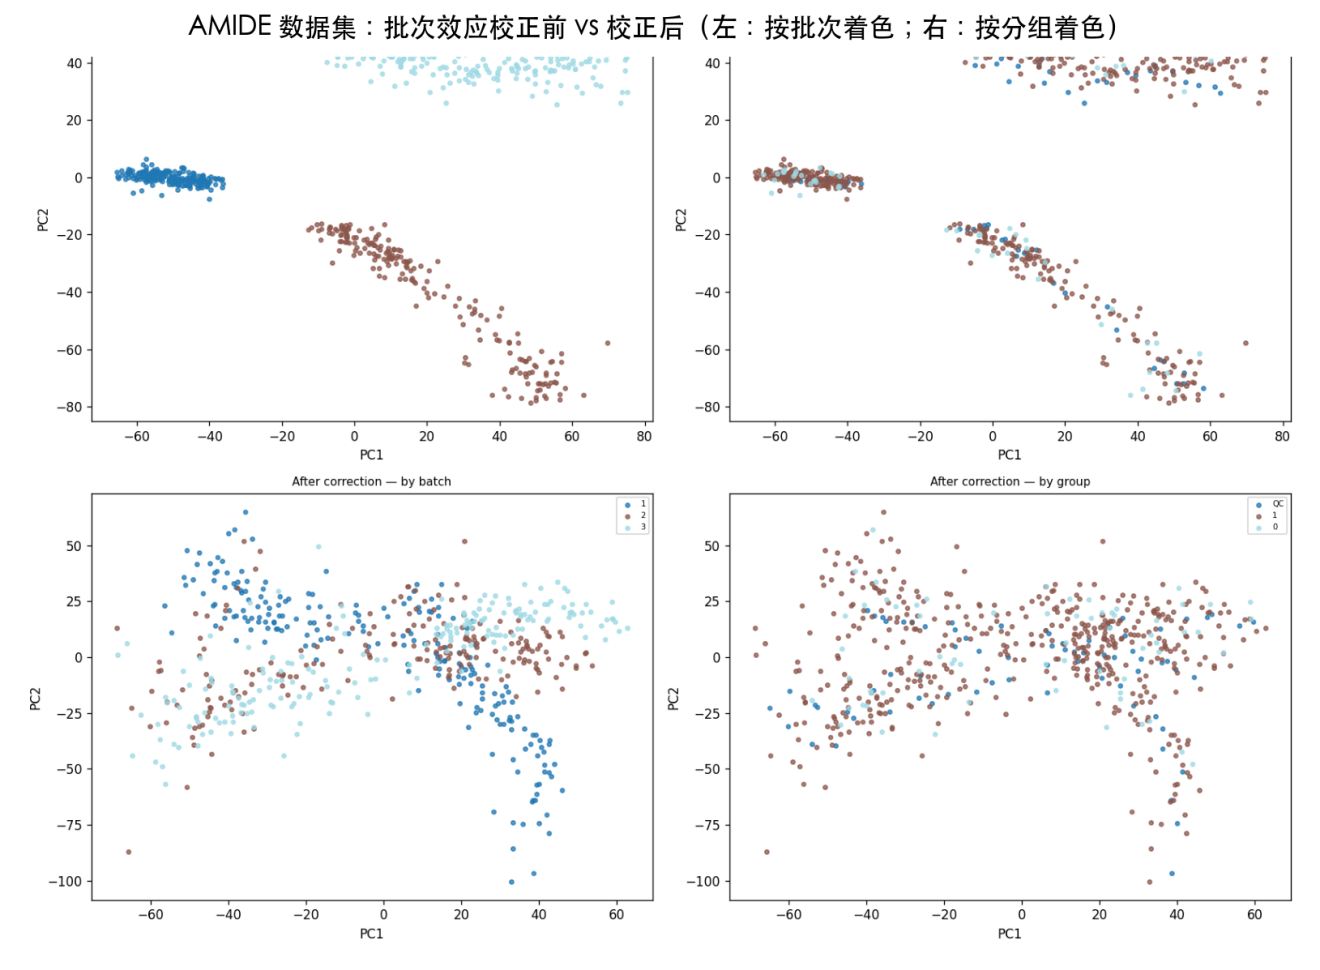 AMIDE 数据集：批次效应校正前 vs 校正后（左：按批次着色；右：按分组着色）
40
20
0
−20
−40
−60
−80
PC2
−60 −40 −20 0 20 40 60 80
PC1
40
20
0
−20
−40
−60
−80
PC2
−60 −40 −20 0 20 40 60 80
PC1
After correction — by batch
1
2
3
50
25
0
−25
−50
−75
−100
PC2
−60 −40 −20 0 20 40 60
PC1
After correction — by group
QC
1
0
50
25
0
−25
−50
−75
−100
PC2
−60 −40 −20 0 20 40 60
PC1